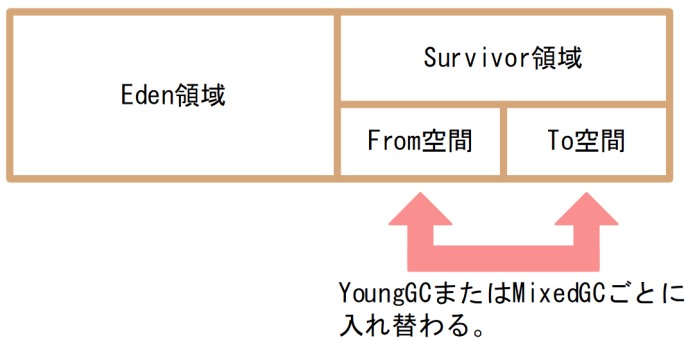 Eden領域
Survivor領域
From空間
To空間
YoungGCまたはMixedGCごとに
入れ替わる。